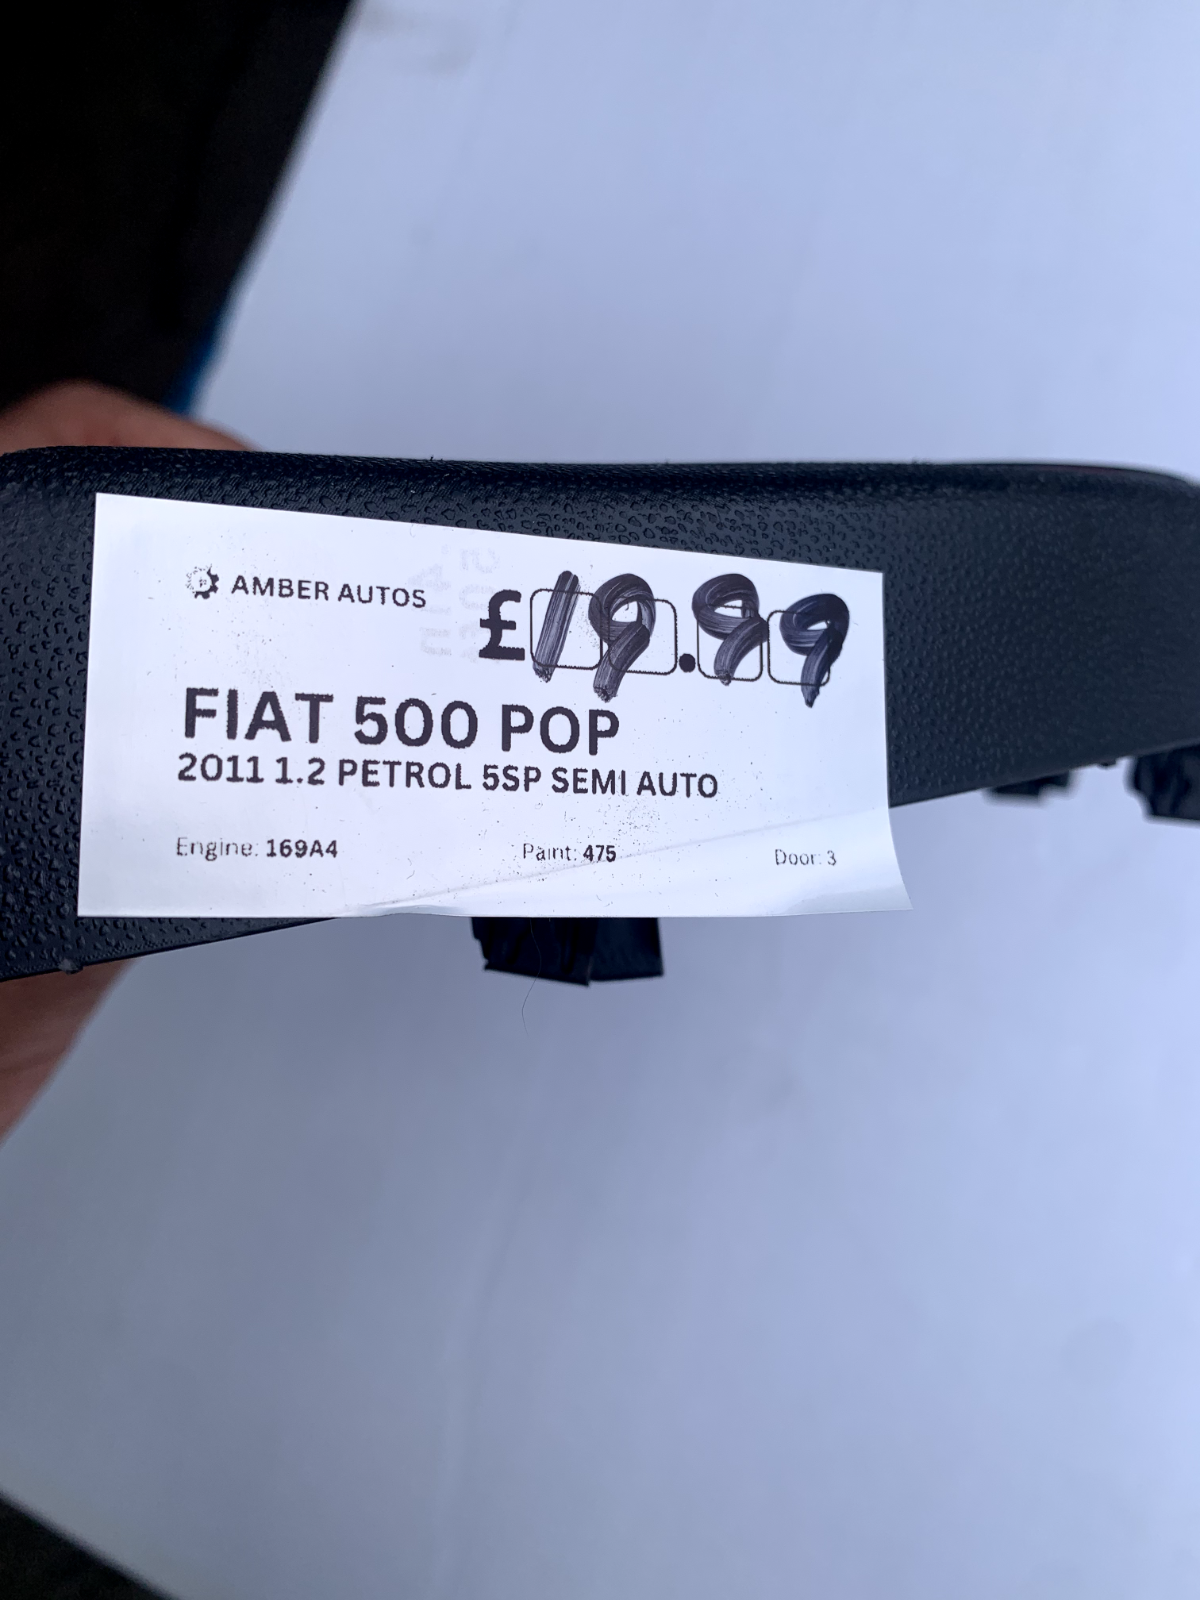 AMBER AUTOS
£19.99
FIAT 500 POP
2011 1.2 PETROL 5SP SEMI AUTO
Engine: 169A4 Paint: 475 Door: 3